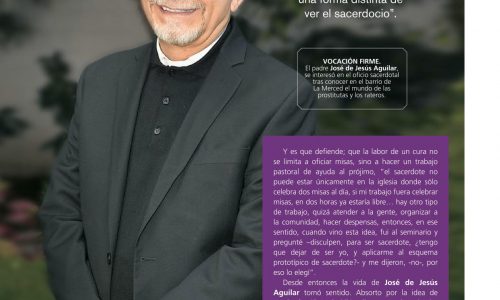 una forma distinta de
ver el sacerdocio”.
VOCACIÓN FIRME.
El padre José de Jesús Aguilar,
se interesó en el oficio sacerdotal
tras conocer en el barrio de
La Merced el mundo de las
prostitutas y los rateros.
Y es que defiende; que la labor de un cura no
se limita a oficiar misas, sino a hacer un trabajo
pastoral de ayuda al prójimo, “el sacerdote no
puede estar únicamente en la iglesia donde sólo
celebra dos misas al día, si mi trabajo fuera celebrar
misas, en dos horas ya estaría libre… hay otro tipo
de trabajo, quizá atender a la gente, organizar a
la comunidad, hacer despensas, entonces, en ese
sentido, cuando vino esta idea, fui al seminario y
pregunté –disculpen, para ser sacerdote, ¿tengo
que dejar de ser yo, y aplicarme al esquema
prototípico de sacerdote?- y me dijeron, -no-, por
eso lo elegí”.
Desde entonces la vida de José de Jesús
Aguilar tomó sentido. Absorto por la idea de